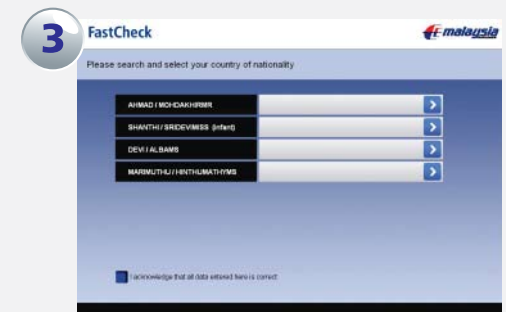 3
FastCheck
malaysia
Please search and select your country of nationality
AHMAD / MOHDAKHIRMR
SHANTHI / SRIDEVIMISS (infant)
DEVI / ALBAMS
MARIMUTHU / HINTHUMATHYMS
I acknowledge that all data entered here is correct